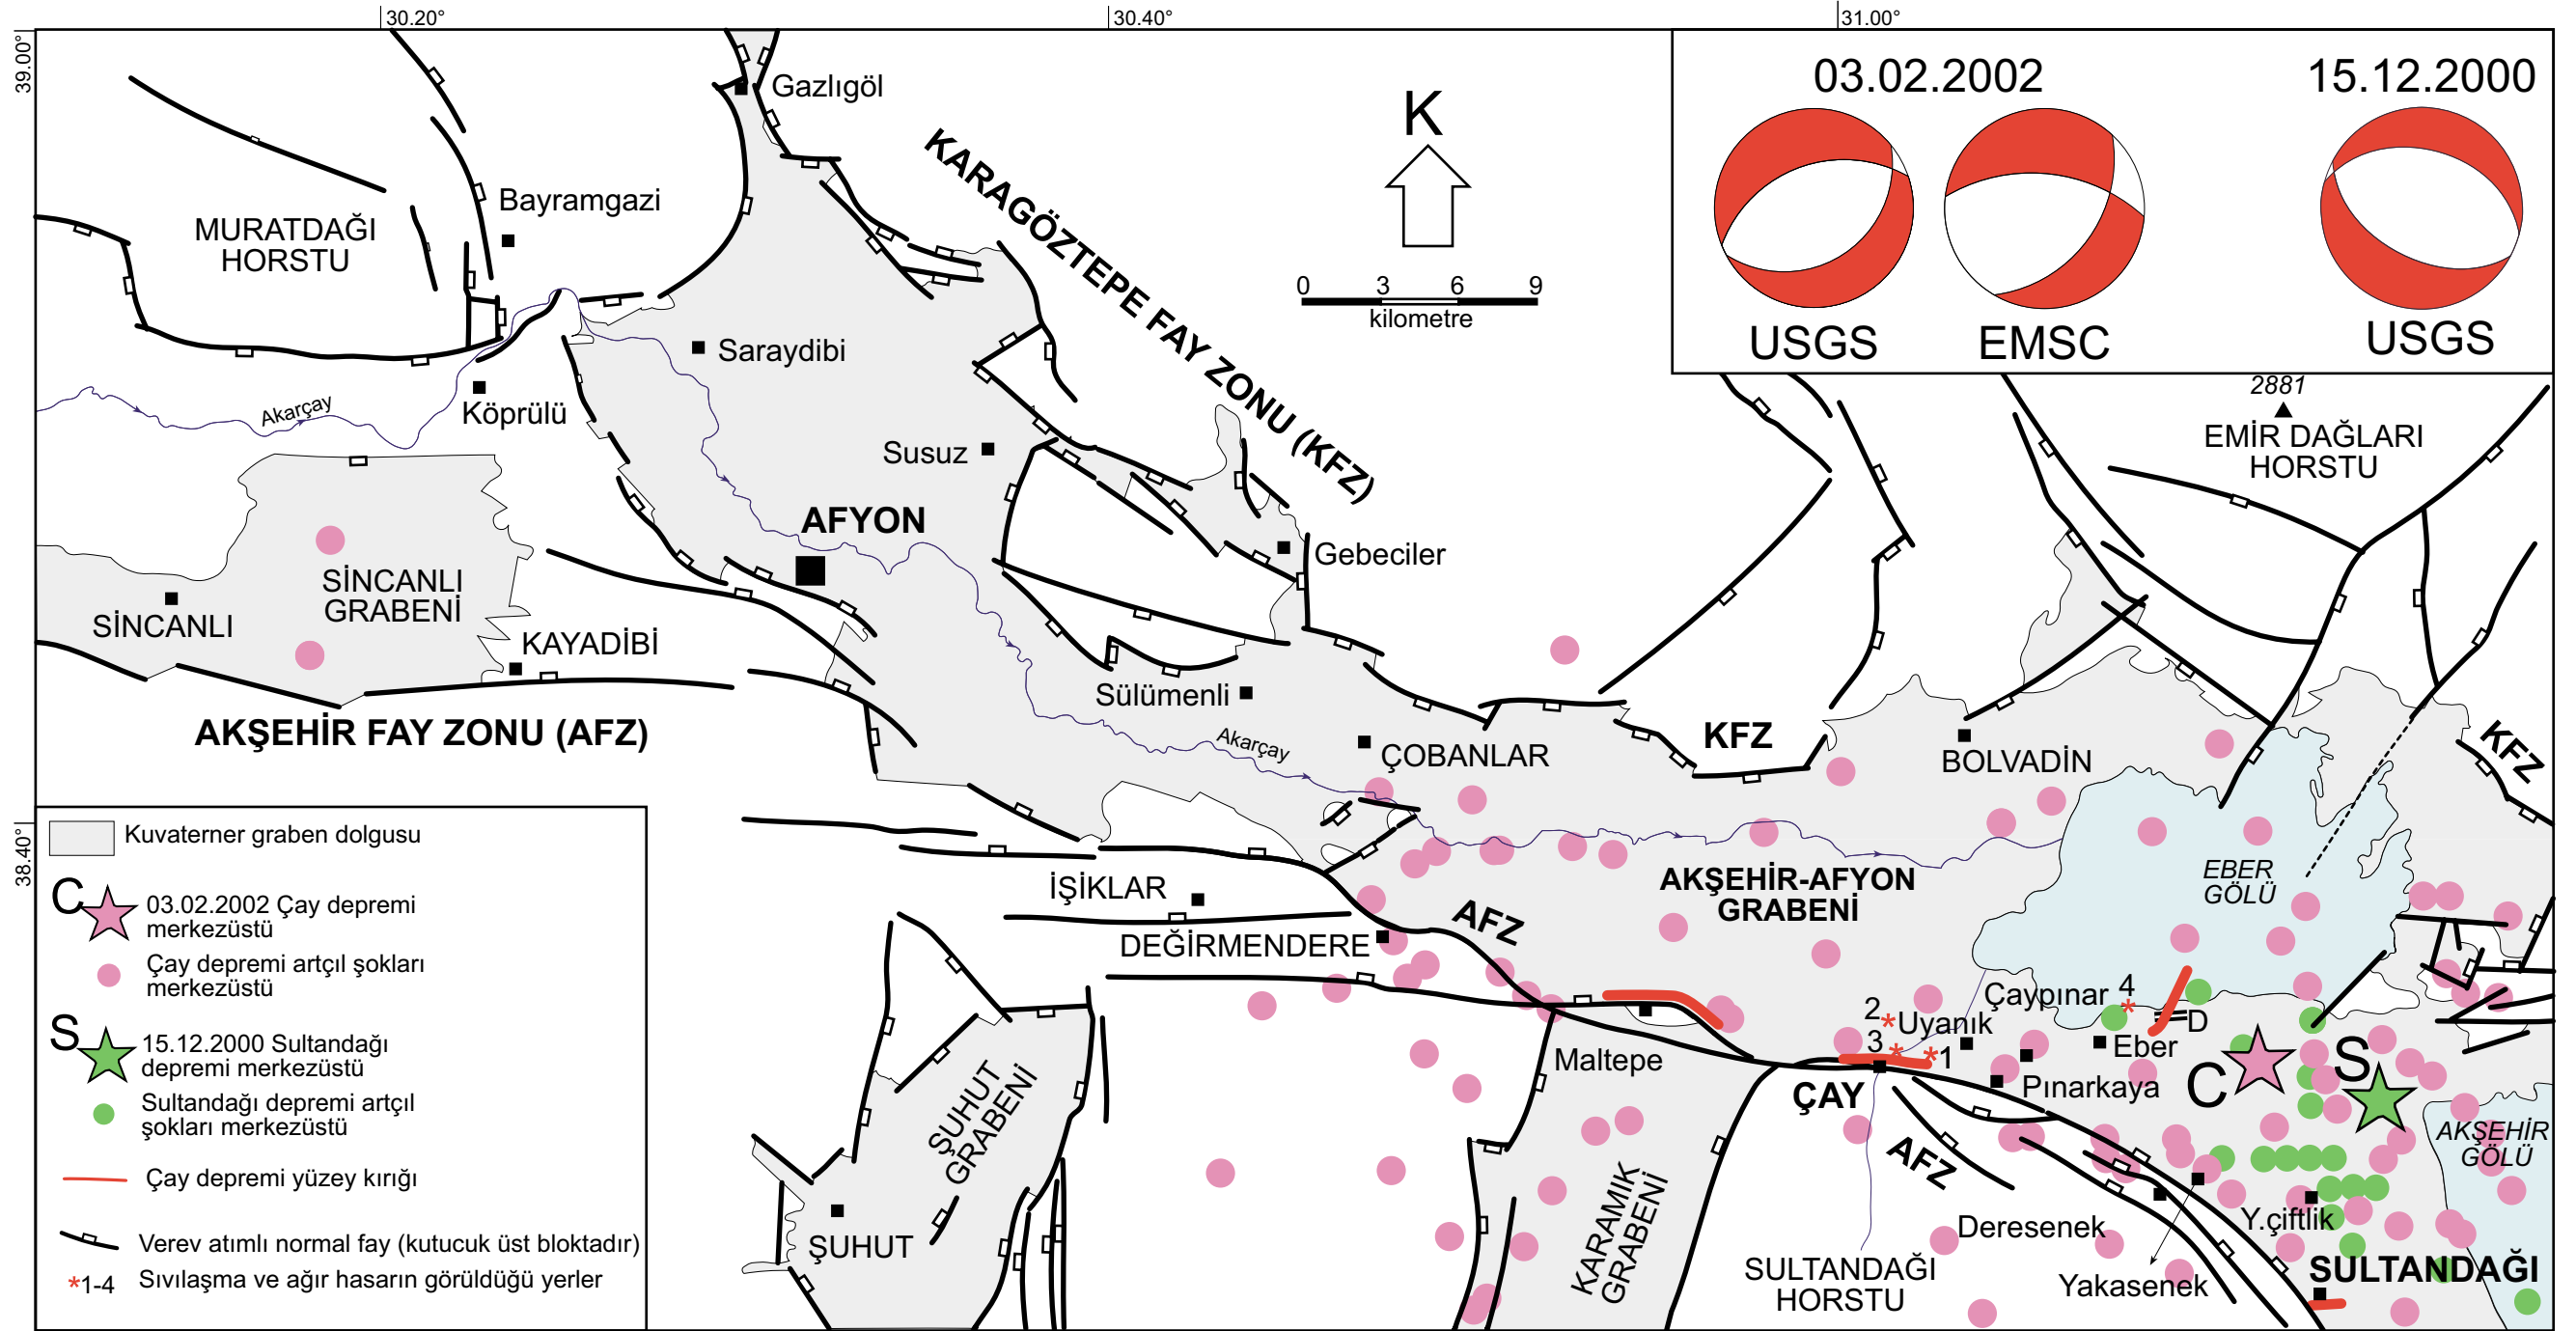 30.20°
30.40°
31.00°
39.00°
38.40°
03.02.2002
15.12.2000
USGS
EMSC
USGS
K
0 3 6 9
kilometre
Gazlıgöl
Bayramgazi
MURATDAĞI
HORSTU
KARAGÖZTEPE FAY ZONU (KFZ)
Saraydibi
Köprülü
Akarçay
Susuz
AFYON
Gebeciler
2881
EMİR DAĞLARI
HORSTU
SİNCANLI
GRABENİ
SİNCANLI
KAYADİBİ
AKŞEHİR FAY ZONU (AFZ)
Sülümenli
Akarçay
ÇOBANLAR
KFZ
BOLVADİN
KFZ
AKŞEHİR-AFYON
GRABENİ
EBER
GÖLÜ
İŞİKLAR
DEĞİRMENDERE
AFZ
Maltepe
ÇAY
2
*Uyanık
3
*
*1
Çaypınar
4
*
D
Eber
Pınarkaya
C
S
AKŞEHİR
GÖLÜ
AFZ
Deresenek
Y.çiftlik
Yakasenek
SULTANDAĞI
SULTANDAĞI
HORSTU
KARAMIK
GRABENİ
ŞUHUT
GRABENİ
ŞUHUT
Kuvaterner graben dolgusu
C
03.02.2002 Çay depremi
merkezüstü
Çay depremi artçıl şokları
merkezüstü
S
15.12.2000 Sultandağı
depremi merkezüstü
Sultandağı depremi artçıl
şokları merkezüstü
Çay depremi yüzey kırığı
Verev atımlı normal fay (kutucuk üst bloktadır)
*1-4 Sıvılaşma ve ağır hasarın görüldüğü yerler